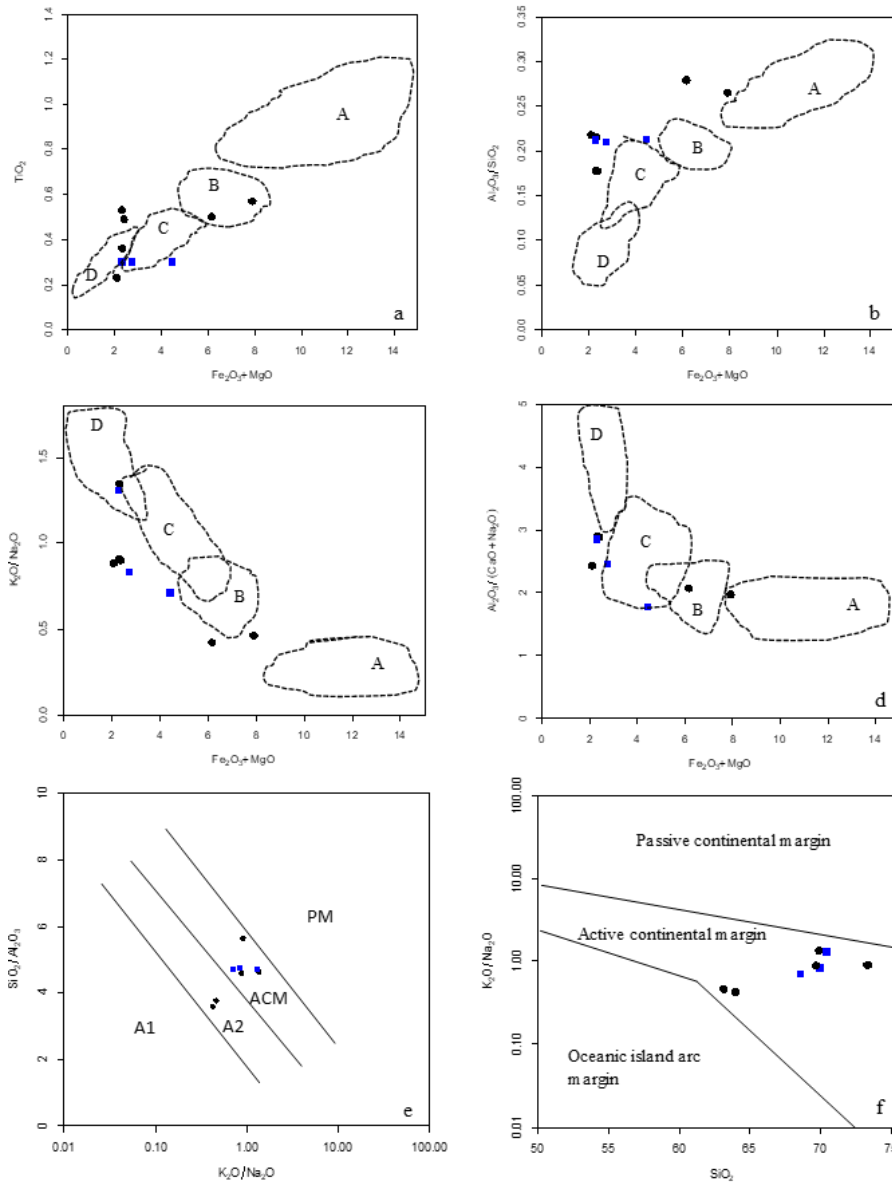 1.4
1.2
1.0
0.8
0.6
0.4
0.2
0.0
TiO₂
A
B
C
D
a
0 2 4 6 8 10 12 14
Fe₂O₃+MgO
0.35
0.30
0.25
0.20
0.15
0.10
0.05
0.00
Al₂O₃/SiO₂
A
B
C
D
b
0 2 4 6 8 10 12 14
Fe₂O₃+MgO
1.5
1.0
0.5
0.0
K₂O/Na₂O
D
C
B
A
0 2 4 6 8 10 12 14
Fe₂O₃+MgO
5
4
3
2
1
0
Al₂O₃/(CaO+Na₂O)
D
C
B
A
d
0 2 4 6 8 10 12 14
Fe₂O₃+MgO
10
8
6
4
2
0
SiO₂/Al₂O₃
PM
ACM
A1 A2
e
0.01 0.10 1.00 10.00 100.00
K₂O/Na₂O
100.00
10.00
1.00
0.10
0.01
K₂O/Na₂O
Passive continental margin
Active continental margin
Oceanic island arc
margin
f
50 55 60 65 70 75
SiO₂